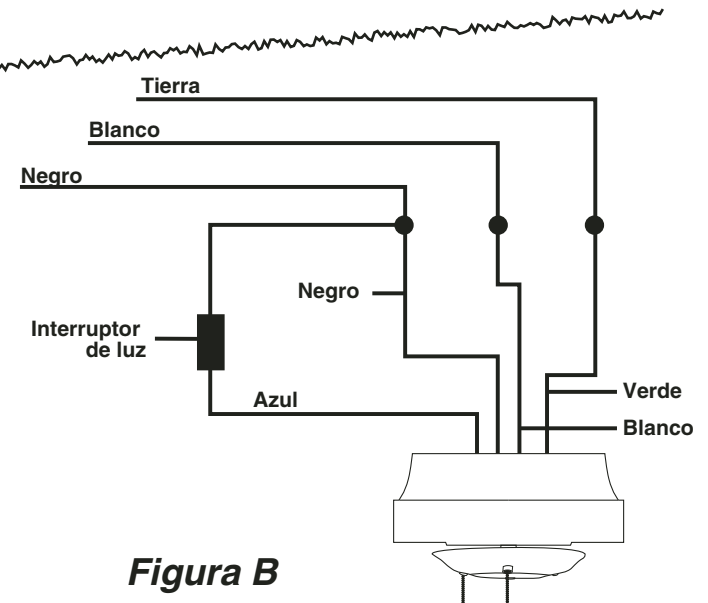 Tierra
Blanco
Negro
Negro
Interruptor
de luz
Azul
Verde
Blanco
Figura B